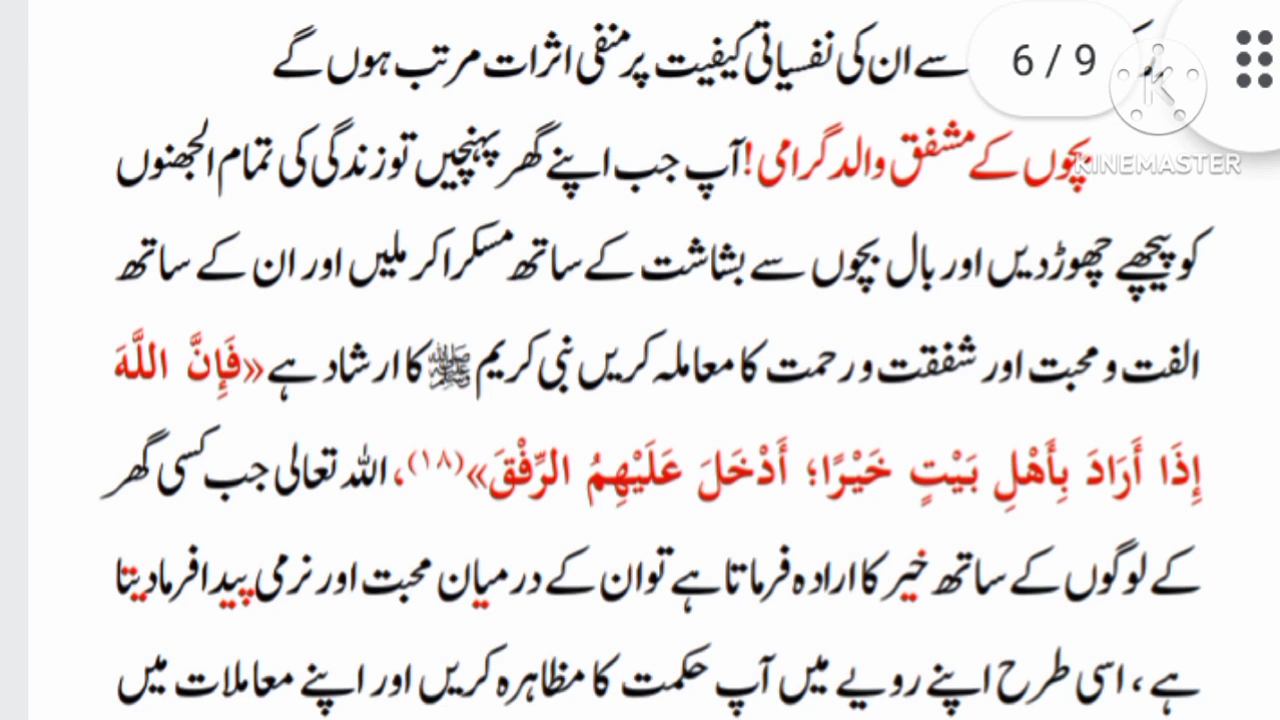 سے ان کی نفسیاتی کیفیت پر منفی اثرات مرتب ہوں گے
6 / 9
KINEMASTER
بچوں کے مشفق والد گرامی! آپ جب اپنے گھر پہنچیں تو زندگی کی تمام الجھنوں
کو پیچھے چھوڑ دیں اور بال بچوں سے بشاشت کے ساتھ مسکرا کر ملیں اور ان کے ساتھ
الفت و محبت اور شفقت و رحمت کا معاملہ کریں نبی کریم ﷺ کا ارشاد ہے «فَإِنَّ اللَّهَ
إِذَا أَرَادَ بِأَهْلِ بَيْتٍ خَيْرًا؛ أَدْخَلَ عَلَيْهِمُ الرِّفْقَ»(۱۸)، اللہ تعالی جب کسی گھر
کے لوگوں کے ساتھ خیر کا ارادہ فرماتا ہے تو ان کے درمیان محبت اور نرمی پیدا فرما دیتا
ہے، اسی طرح اپنے رویے میں آپ حکمت کا مظاہرہ کریں اور اپنے معاملات میں